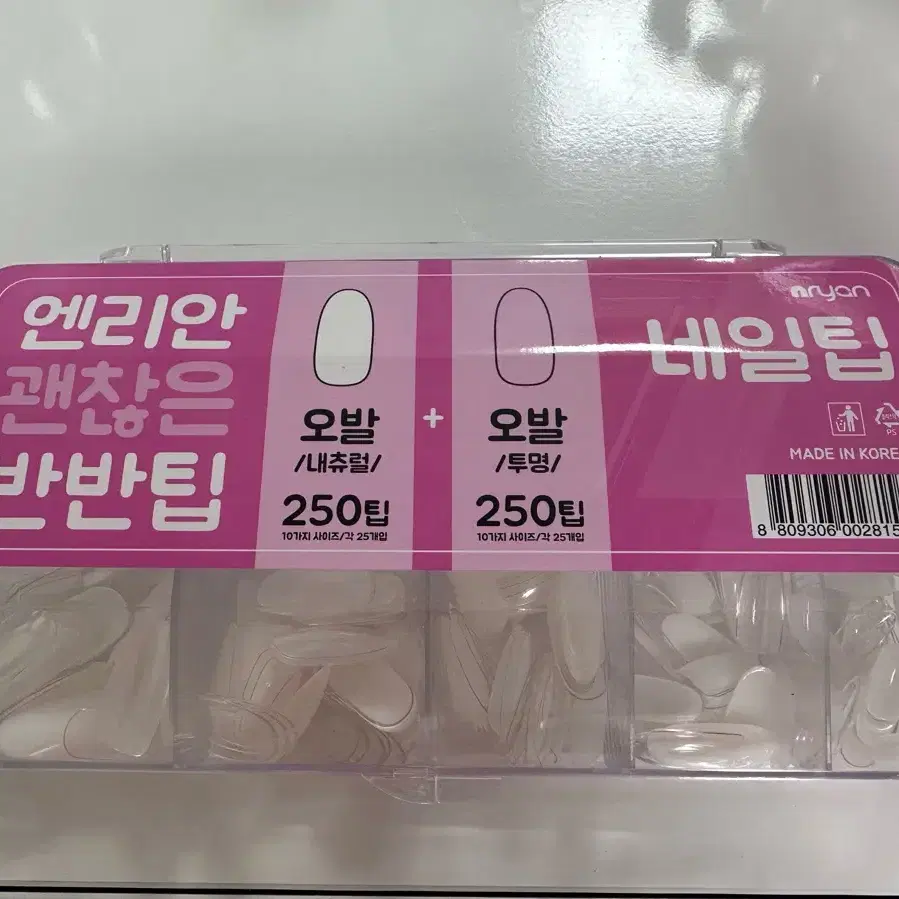 엔리안
괜찮은
반반팁
오발
/내츄럴/
250팁
10가지 사이즈/각 25개입
+
오발
/투명/
250팁
10가지 사이즈/각 25개입
nryan
네일팁
PS
MADE IN KORE
8 809306 002815